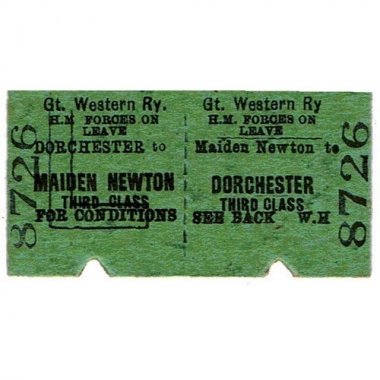 8726
Gt. Western Ry.
H.M FORCES ON
LEAVE
DORCHESTER to
MAIDEN NEWTON
THIRD CLASS
FOR CONDITIONS
Gt. Western Ry
H.M. FORCES ON
LEAVE
Maiden Newton to
DORCHESTER
THIRD CLASS
SEE BACK W.H
8726